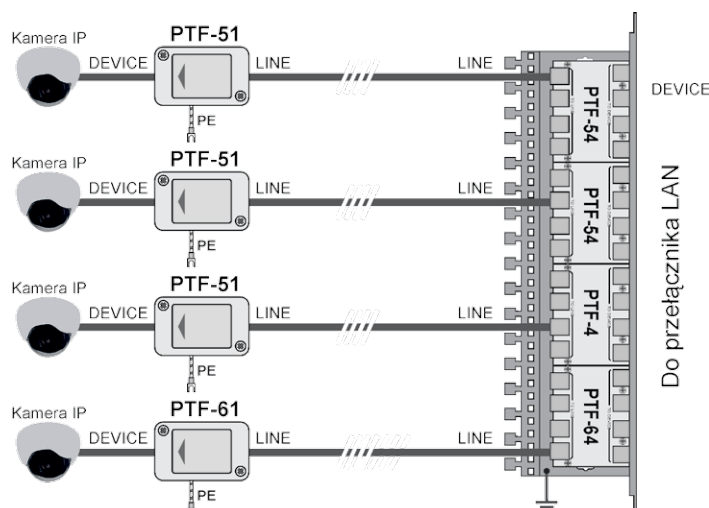 PTF-51
Kamera IP
DEVICE
LINE
LINE
PE
PTF-54
DEVICE
PTF-51
Kamera IP
DEVICE
LINE
LINE
PE
PTF-54
PTF-51
Kamera IP
DEVICE
LINE
LINE
PE
PTF-4
PTF-61
Kamera IP
DEVICE
LINE
LINE
PE
PTF-64
Do przełącznika LAN